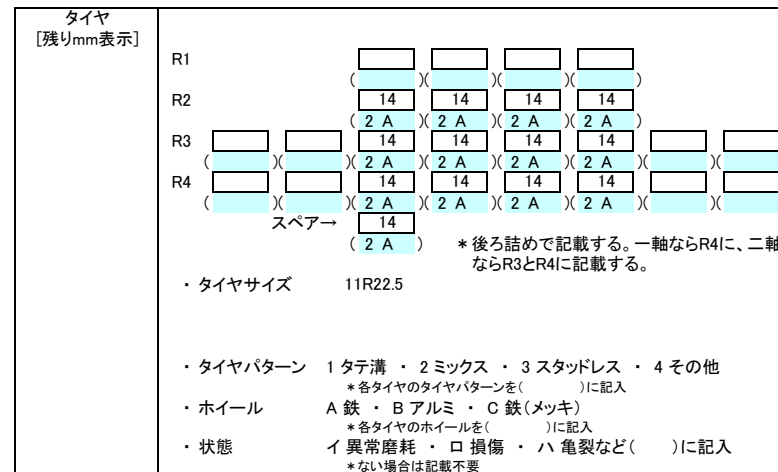 タイヤ
[残りmm表示]
R1
( )( )( )( )
R2 14 14 14 14
( 2 A )( 2 A )( 2 A )( 2 A )
R3 14 14 14 14
( )( )( 2 A )( 2 A )( 2 A )( 2 A )( )(
R4 14 14 14 14
( )( )( 2 A )( 2 A )( 2 A )( 2 A )( )(
スペア→ 14
( 2 A ) *後ろ詰めで記載する。一軸ならR4に、二軸
ならR3とR4に記載する。
・タイヤサイズ 11R22.5
・タイヤパターン 1 タテ溝 ・ 2 ミックス ・ 3 スタッドレス ・ 4 その他
*各タイヤのタイヤパターンを( )に記入
・ホイール A 鉄 ・ B アルミ ・ C 鉄(メッキ)
*各タイヤのホイールを( )に記入
・状態 イ 異常磨耗 ・ ロ 損傷 ・ ハ 亀裂など( )に記入
*ない場合は記載不要